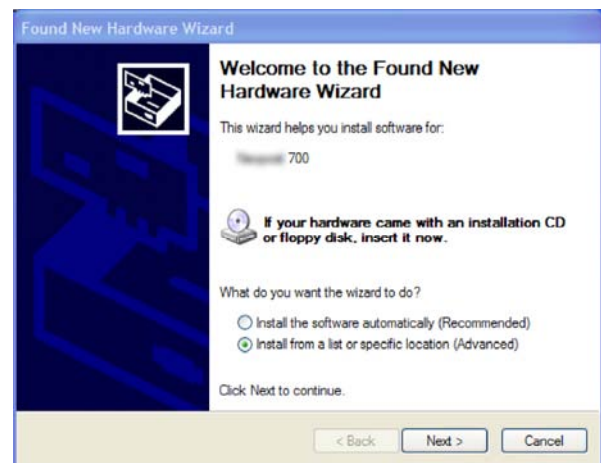 Found New Hardware Wizard
Welcome to the Found New
Hardware Wizard
This wizard helps you install software for:
700
If your hardware came with an installation CD
or floppy disk, insert it now.
What do you want the wizard to do?
Install the software automatically (Recommended)
Install from a list or specific location (Advanced)
Click Next to continue.
< Back Next > Cancel